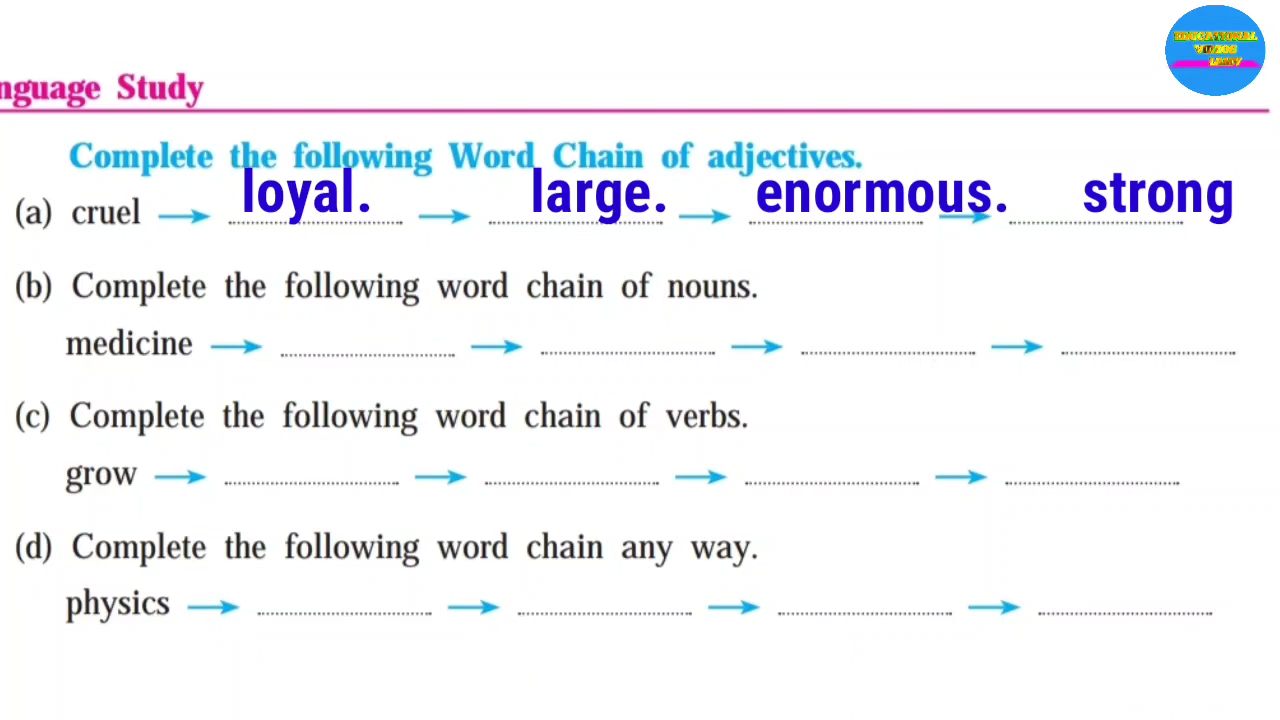 nguage Study
Complete the following Word Chain of adjectives.
(a) cruel → loyal. → large. → enormous. → strong
(b) Complete the following word chain of nouns.
medicine → .................... → .................... → .................... → ....................
(c) Complete the following word chain of verbs.
grow → .................... → .................... → .................... → ....................
(d) Complete the following word chain any way.
physics → .................... → .................... → .................... → ....................
EDUCATIONAL